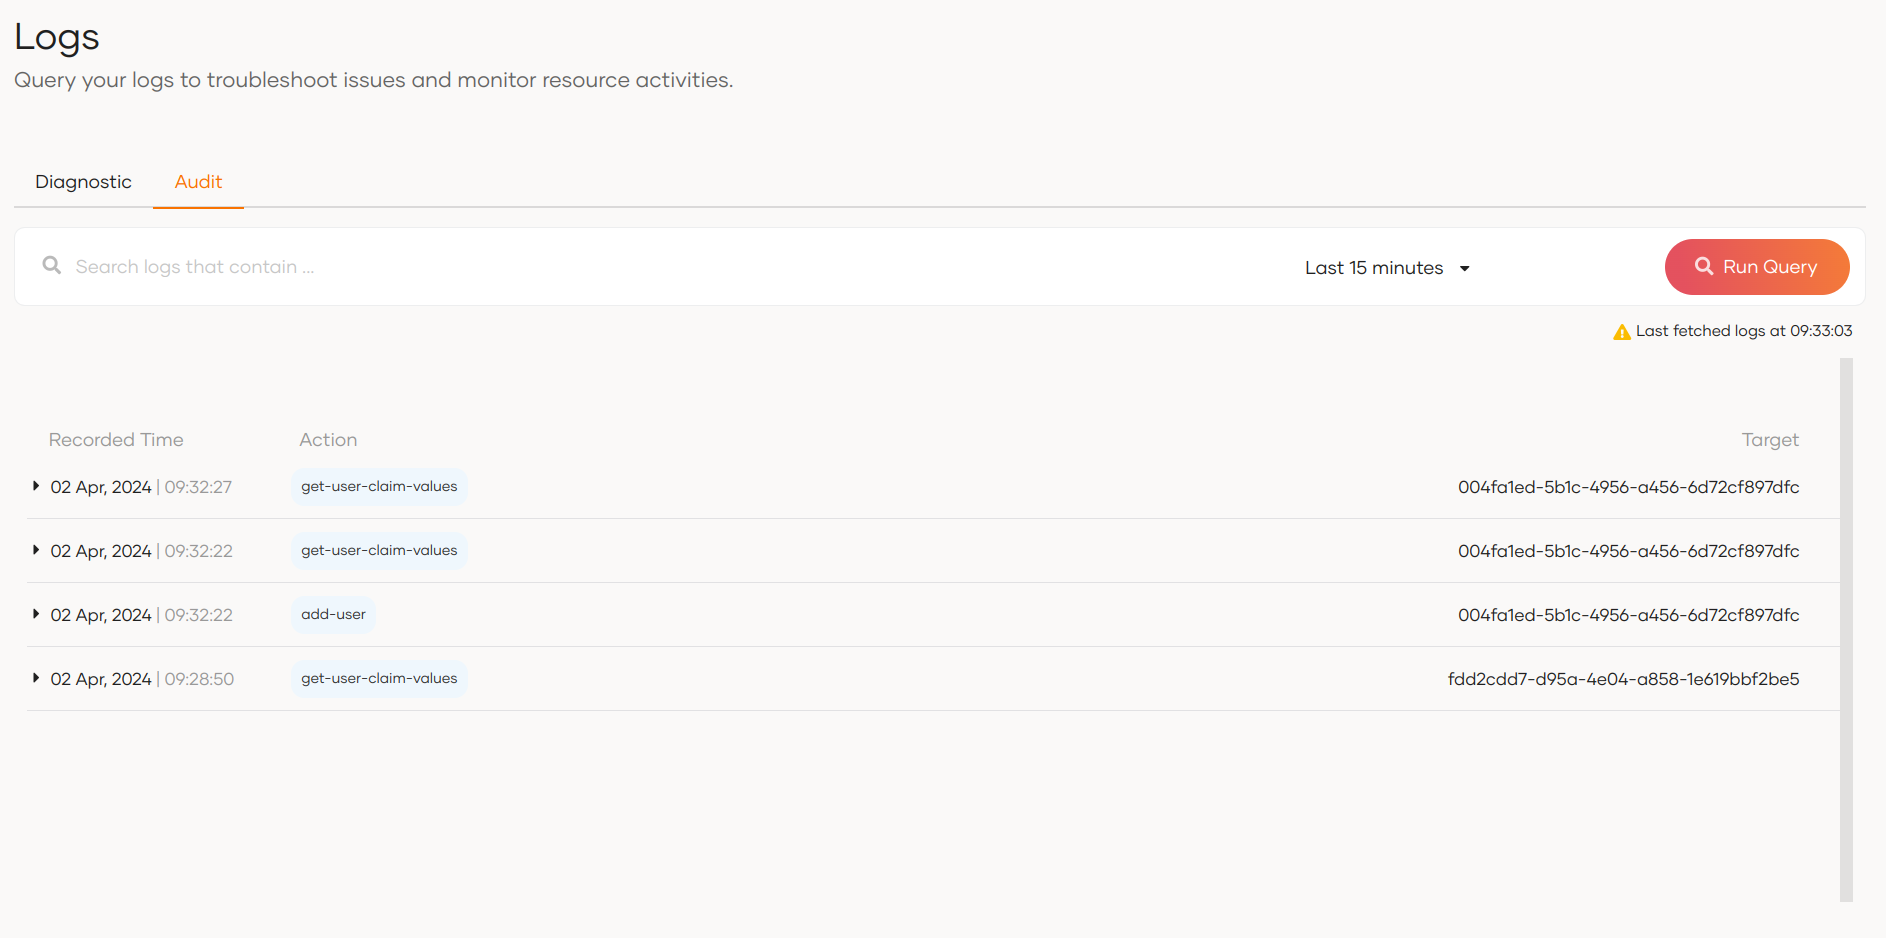 Logs
Query your logs to troubleshoot issues and monitor resource activities.
Diagnostic Audit
Search logs that contain ... Last 15 minutes Run Query
Last fetched logs at 09:33:03
Recorded Time Action Target
02 Apr, 2024 | 09:32:27 get-user-claim-values 004fa1ed-5b1c-4956-a456-6d72cf897dfc
02 Apr, 2024 | 09:32:22 get-user-claim-values 004fa1ed-5b1c-4956-a456-6d72cf897dfc
02 Apr, 2024 | 09:32:22 add-user 004fa1ed-5b1c-4956-a456-6d72cf897dfc
02 Apr, 2024 | 09:28:50 get-user-claim-values fdd2cdd7-d95a-4e04-a858-1e619bbf2be5